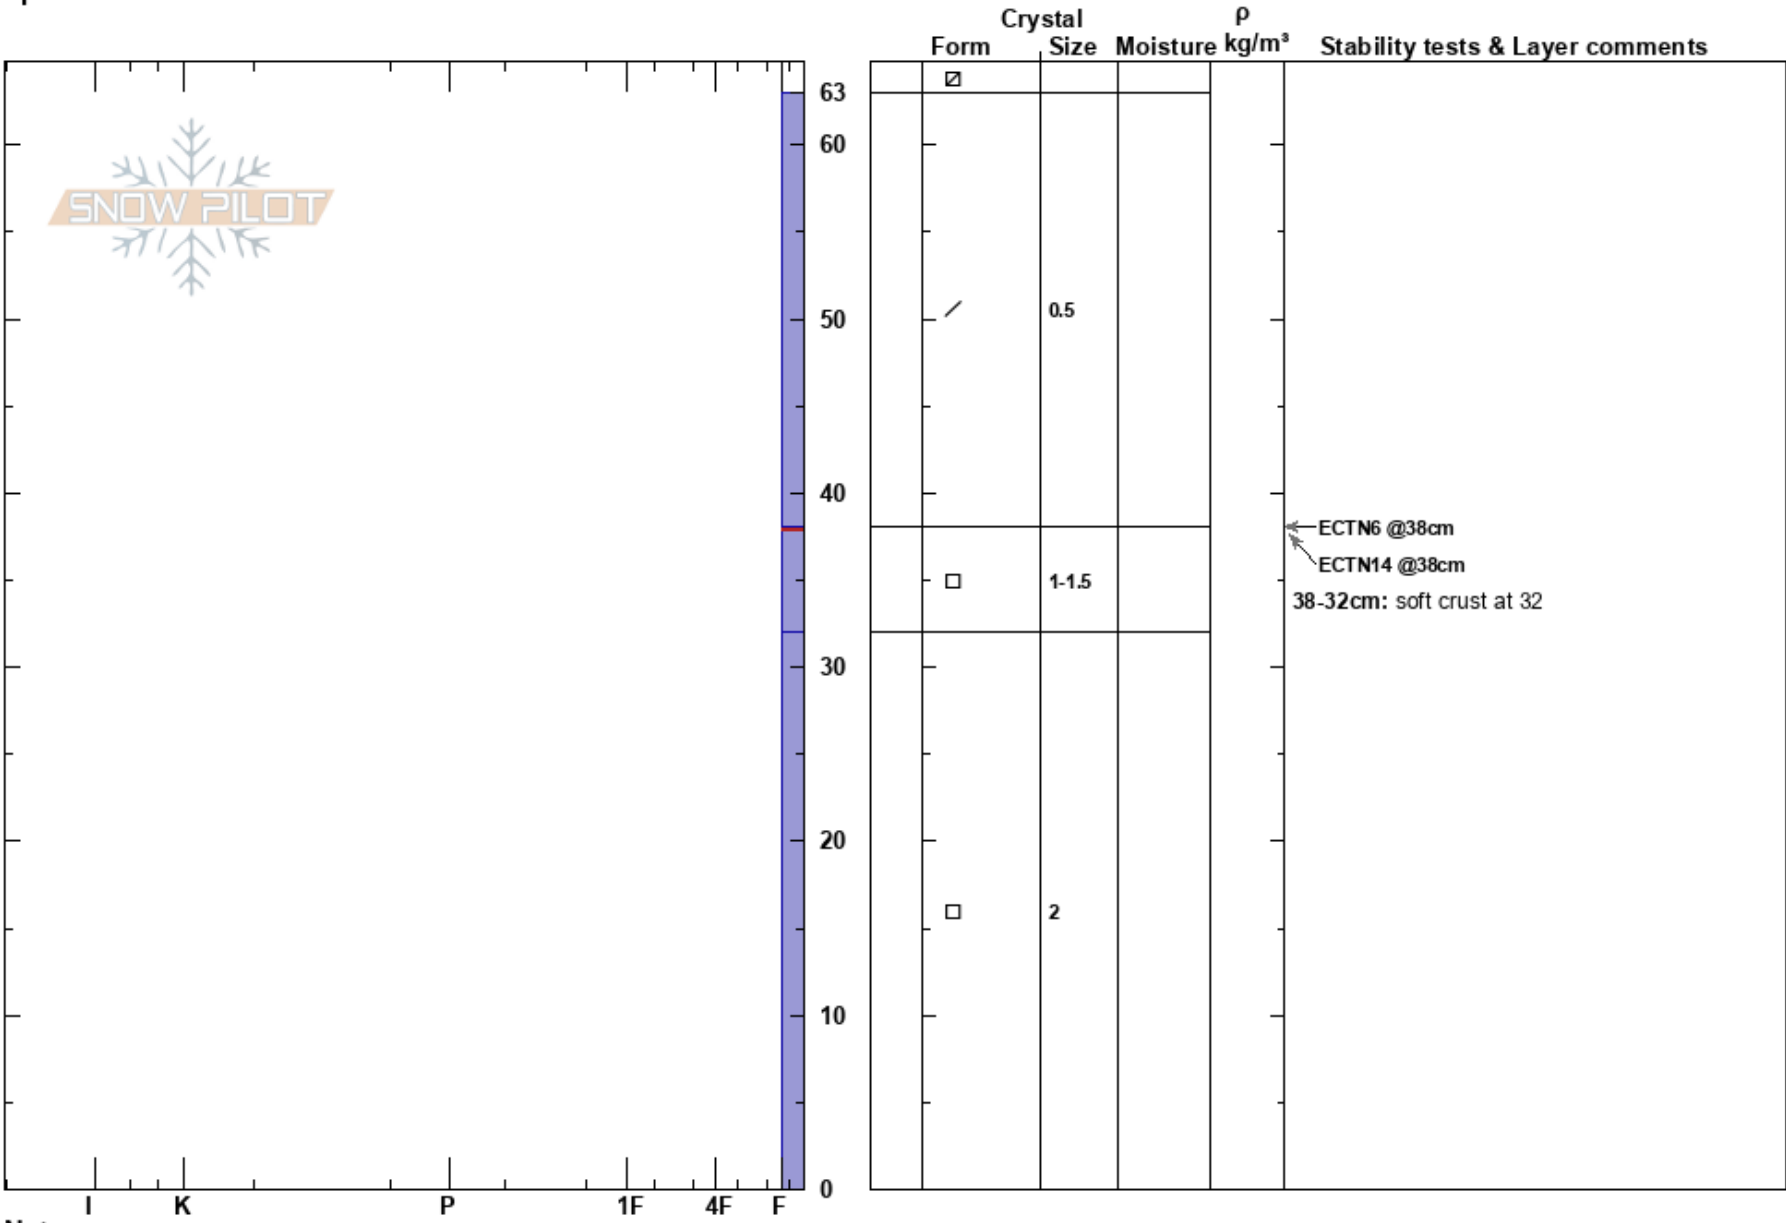 Crystal
ρ
Form Size Moisture kg/m³ Stability tests & Layer comments
63
60
SNOW PILOT
50 0.5
40
ECTN6 @38cm
ECTN14 @38cm
1-1.5
38-32cm: soft crust at 32
30
20
2
10
0
I K P 1F 4F F